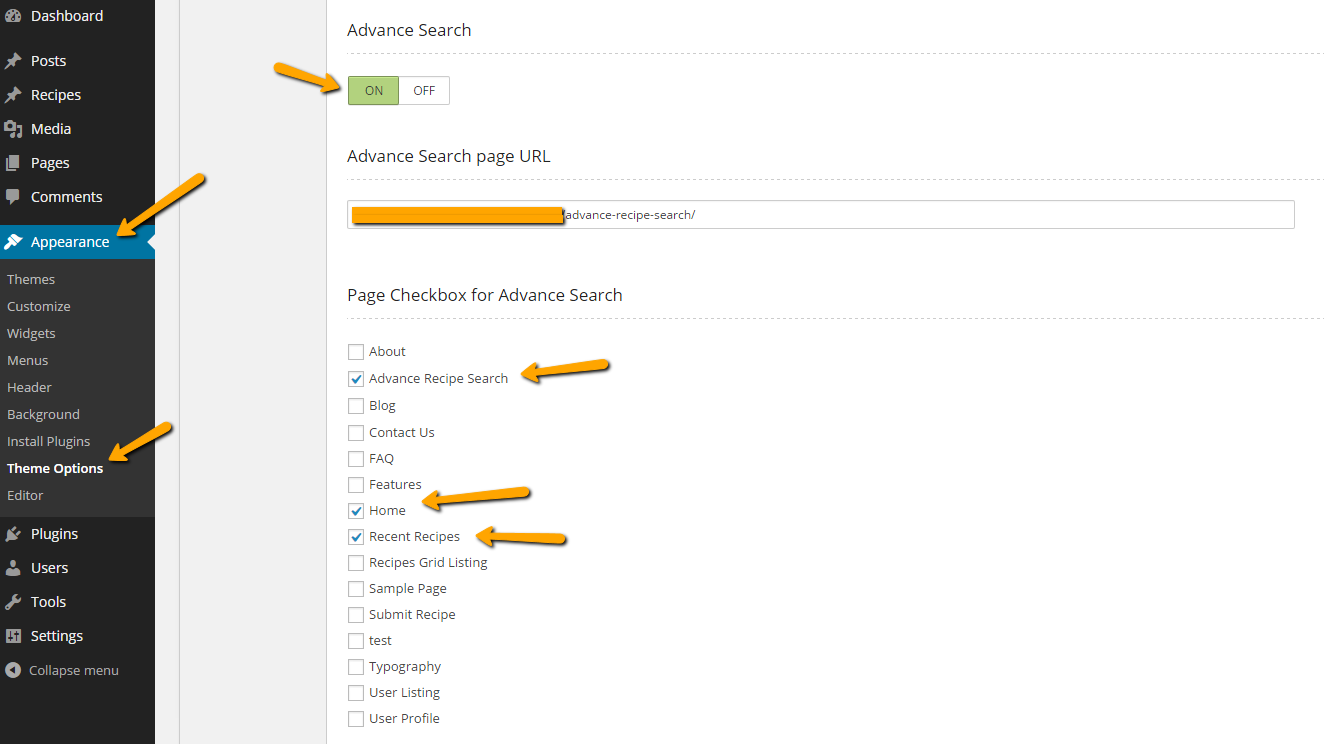 Dashboard
Posts
Recipes
Media
Pages
Comments
Appearance
Themes
Customize
Widgets
Menus
Header
Background
Install Plugins
Theme Options
Editor
Plugins
Users
Tools
Settings
Collapse menu
Advance Search
ON OFF
Advance Search page URL
/advance-recipe-search/
Page Checkbox for Advance Search
About
Advance Recipe Search
Blog
Contact Us
FAQ
Features
Home
Recent Recipes
Recipes Grid Listing
Sample Page
Submit Recipe
test
Typography
User Listing
User Profile